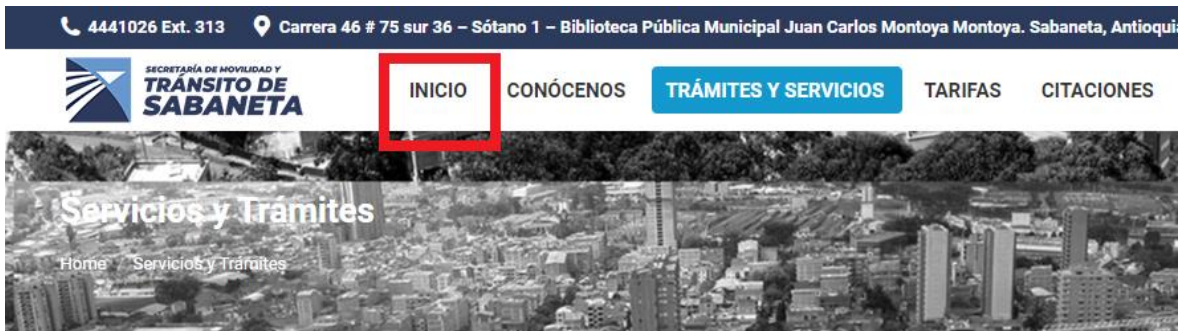 4441026 Ext. 313 Carrera 46 # 75 sur 36 – Sótano 1 – Biblioteca Pública Municipal Juan Carlos Montoya Montoya. Sabaneta, Antioquia
SECRETARÍA DE MOVILIDAD Y
TRÁNSITO DE
SABANETA
INICIO CONÓCENOS TRÁMITES Y SERVICIOS TARIFAS CITACIONES
Servicios y Trámites
Home / Servicios y Trámites